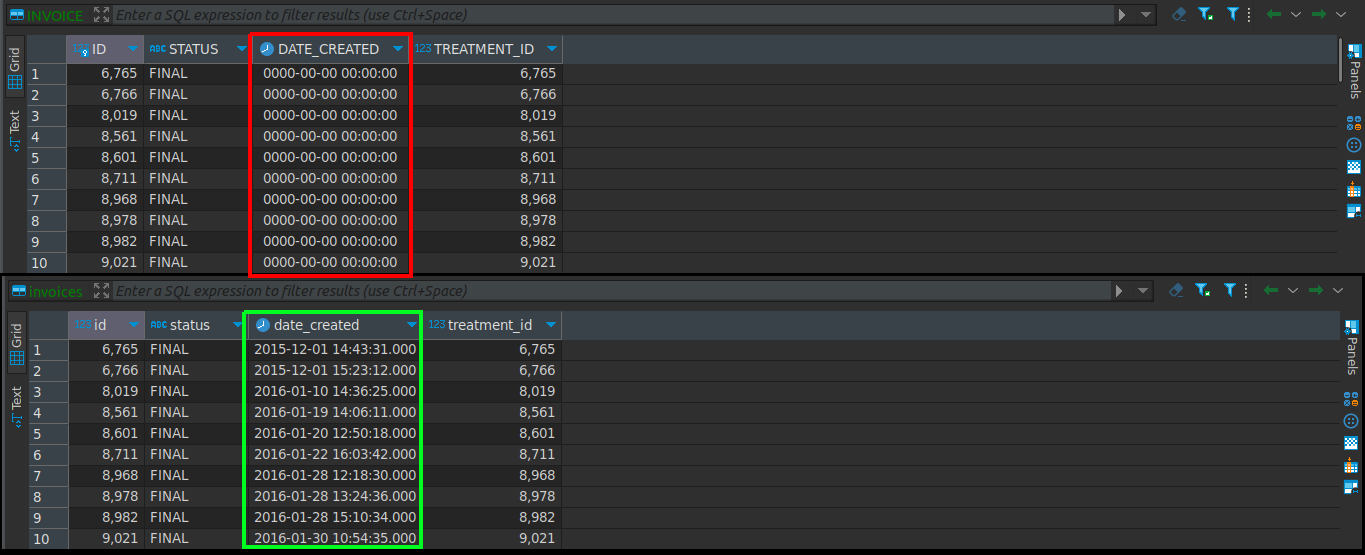 INVOICE Enter a SQL expression to filter results (use Ctrl+Space)
Grid
Text
Panels
123 ID ABC STATUS DATE_CREATED 123 TREATMENT_ID
1 6,765 FINAL 0000-00-00 00:00:00 6,765
2 6,766 FINAL 0000-00-00 00:00:00 6,766
3 8,019 FINAL 0000-00-00 00:00:00 8,019
4 8,561 FINAL 0000-00-00 00:00:00 8,561
5 8,601 FINAL 0000-00-00 00:00:00 8,601
6 8,711 FINAL 0000-00-00 00:00:00 8,711
7 8,968 FINAL 0000-00-00 00:00:00 8,968
8 8,978 FINAL 0000-00-00 00:00:00 8,978
9 8,982 FINAL 0000-00-00 00:00:00 8,982
10 9,021 FINAL 0000-00-00 00:00:00 9,021
invoices Enter a SQL expression to filter results (use Ctrl+Space)
Grid
Text
Panels
123 id ABC status date_created 123 treatment_id
1 6,765 FINAL 2015-12-01 14:43:31.000 6,765
2 6,766 FINAL 2015-12-01 15:23:12.000 6,766
3 8,019 FINAL 2016-01-10 14:36:25.000 8,019
4 8,561 FINAL 2016-01-19 14:06:11.000 8,561
5 8,601 FINAL 2016-01-20 12:50:18.000 8,601
6 8,711 FINAL 2016-01-22 16:03:42.000 8,711
7 8,968 FINAL 2016-01-28 12:18:30.000 8,968
8 8,978 FINAL 2016-01-28 13:24:36.000 8,978
9 8,982 FINAL 2016-01-28 15:10:34.000 8,982
10 9,021 FINAL 2016-01-30 10:54:35.000 9,021